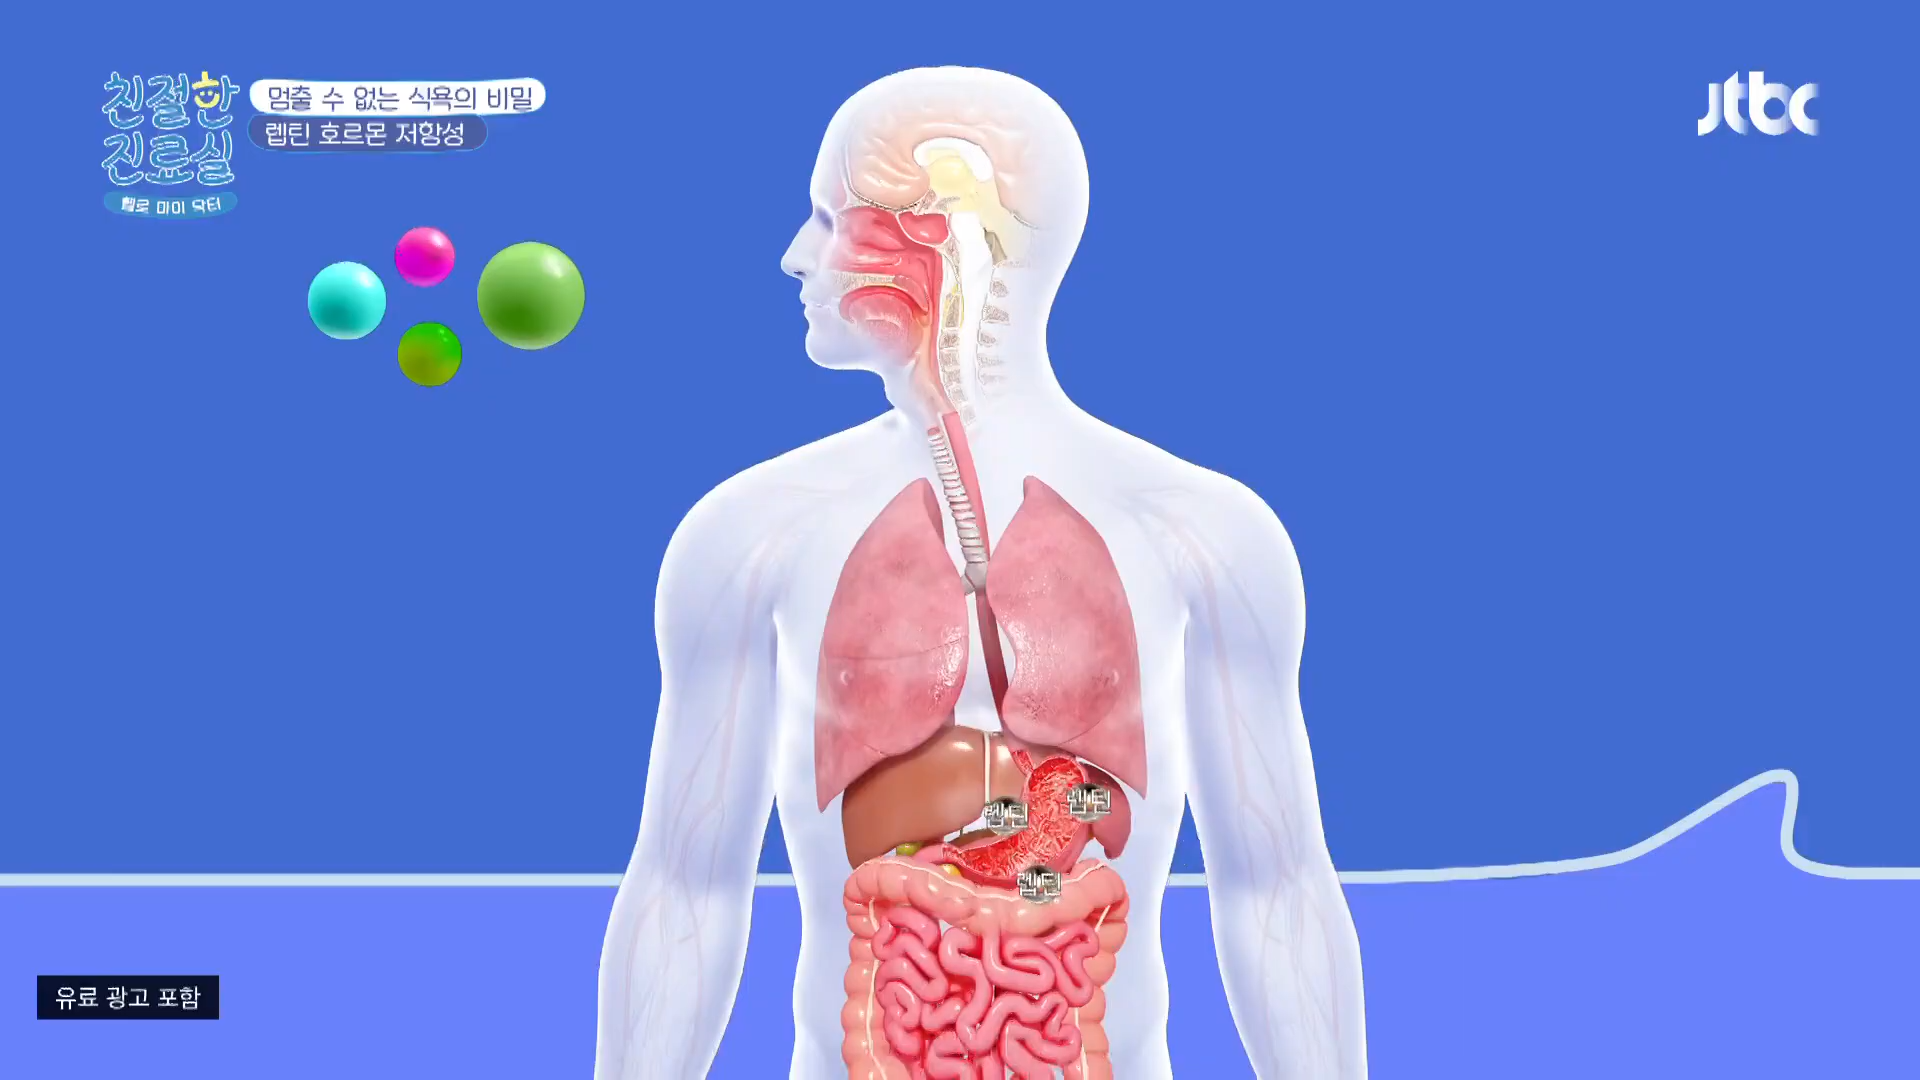 친절한
진료실
헬로 마이 닥터
멈출 수 없는 식욕의 비밀
렙틴 호르몬 저항성
jtbc
렙틴
렙틴
렙틴
유료 광고 포함